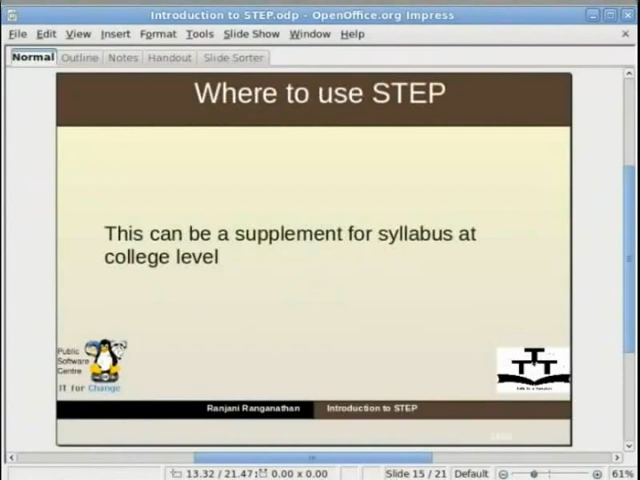 Introduction to STEP.odp - OpenOffice.org Impress
File Edit View Insert Format Tools Slide Show Window Help
Normal Outline Notes Handout Slide Sorter
Where to use STEP
This can be a supplement for syllabus at
college level
Public
Software
Centre
IT for Change
TTT
Ranjani Ranganathan Introduction to STEP
13.32 / 21.47 0.00 x 0.00 Slide 15 / 21 Default 61%